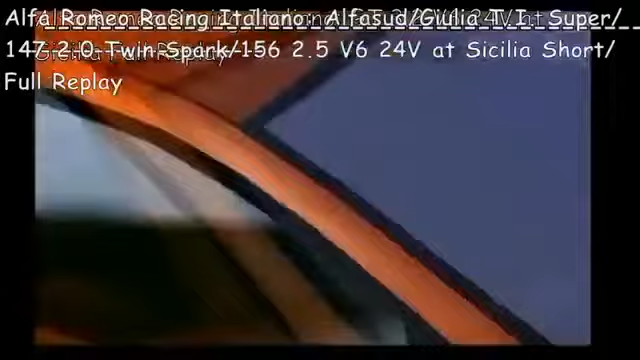 Alfa Romeo Racing Italiano: Alfasud/Giulia T.I. Super/
147 2.0 Twin Spark/156 2.5 V6 24V at Sicilia Short/
Full Replay